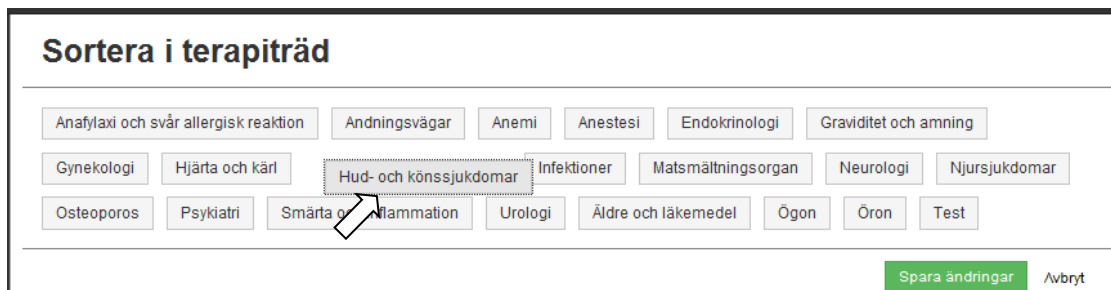 Sortera i terapiträd
Anafylaxi och svår allergisk reaktion Andningsvägar Anemi Anestesi Endokrinologi Graviditet och amning
Gynekologi Hjärta och kärl Hud- och könssjukdomar Infektioner Matsmältningsorgan Neurologi Njursjukdomar
Osteoporos Psykiatri Smärta och inflammation Urologi Äldre och läkemedel Ögon Öron Test
Spara ändringar Avbryt